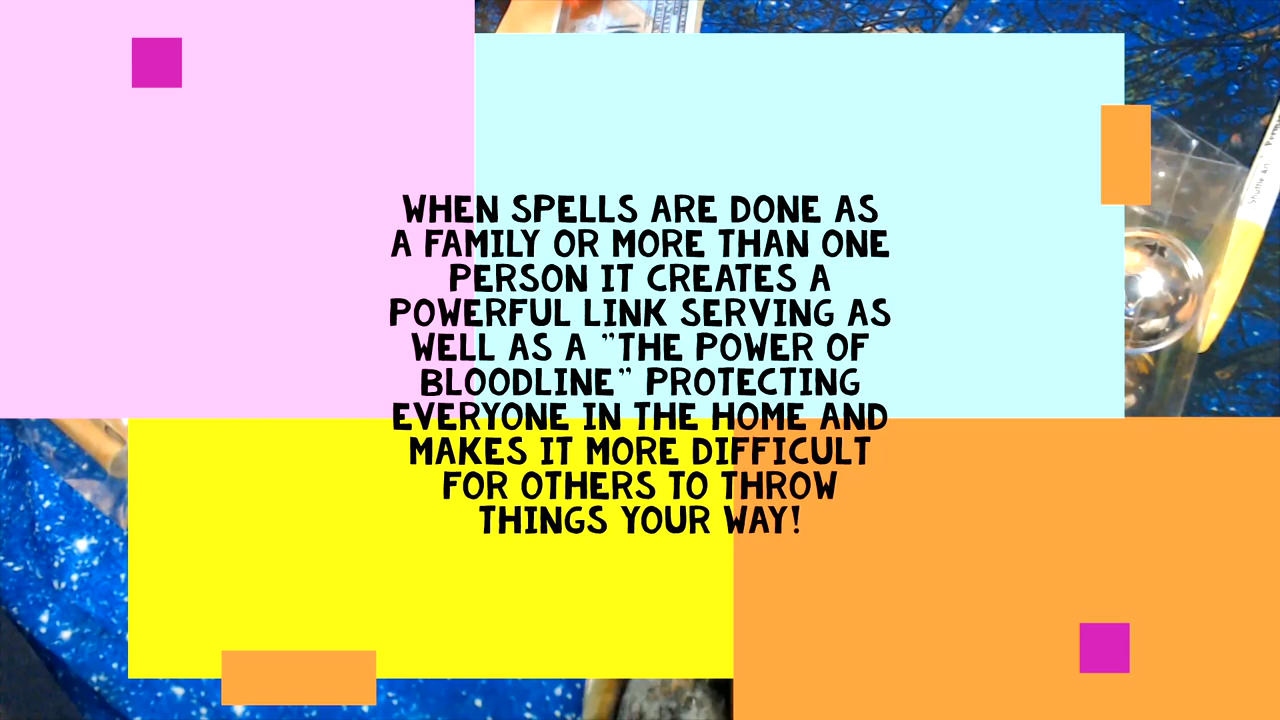 WHEN SPELLS ARE DONE AS
A FAMILY OR MORE THAN ONE
PERSON IT CREATES A
POWERFUL LINK SERVING AS
WELL AS A "THE POWER OF
BLOODLINE" PROTECTING
EVERYONE IN THE HOME AND
MAKES IT MORE DIFFICULT
FOR OTHERS TO THROW
THINGS YOUR WAY!